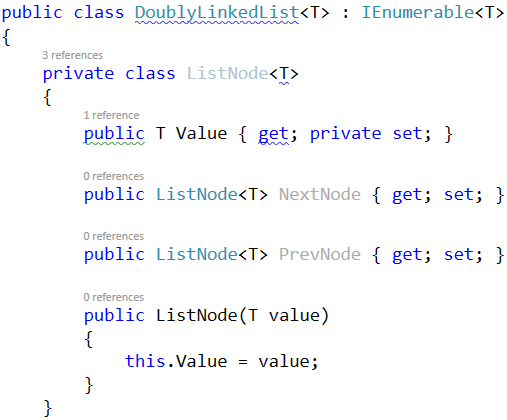 public class DoublyLinkedList<T> : IEnumerable<T>
{
3 references
private class ListNode<T>
{
1 reference
public T Value { get; private set; }
0 references
public ListNode<T> NextNode { get; set; }
0 references
public ListNode<T> PrevNode { get; set; }
0 references
public ListNode(T value)
{
this.Value = value;
}
}